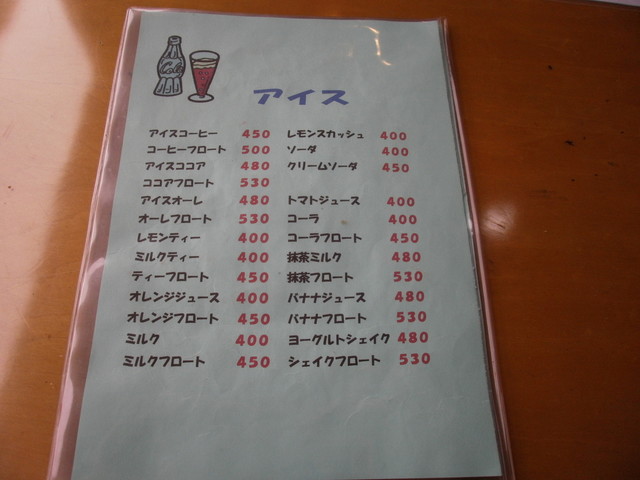 Cola
アイス
アイスコーヒー 450 レモンスカッシュ 400
コーヒーフロート 500 ソーダ 400
アイスココア 480 クリームソーダ 450
ココアフロート 530
アイスオーレ 480 トマトジュース 400
オーレフロート 530 コーラ 400
レモンティー 400 コーラフロート 450
ミルクティー 400 抹茶ミルク 480
ティーフロート 450 抹茶フロート 530
オレンジジュース 400 バナナジュース 480
オレンジフロート 450 バナナフロート 530
ミルク 400 ヨーグルトシェイク 480
ミルクフロート 450 シェイクフロート 530